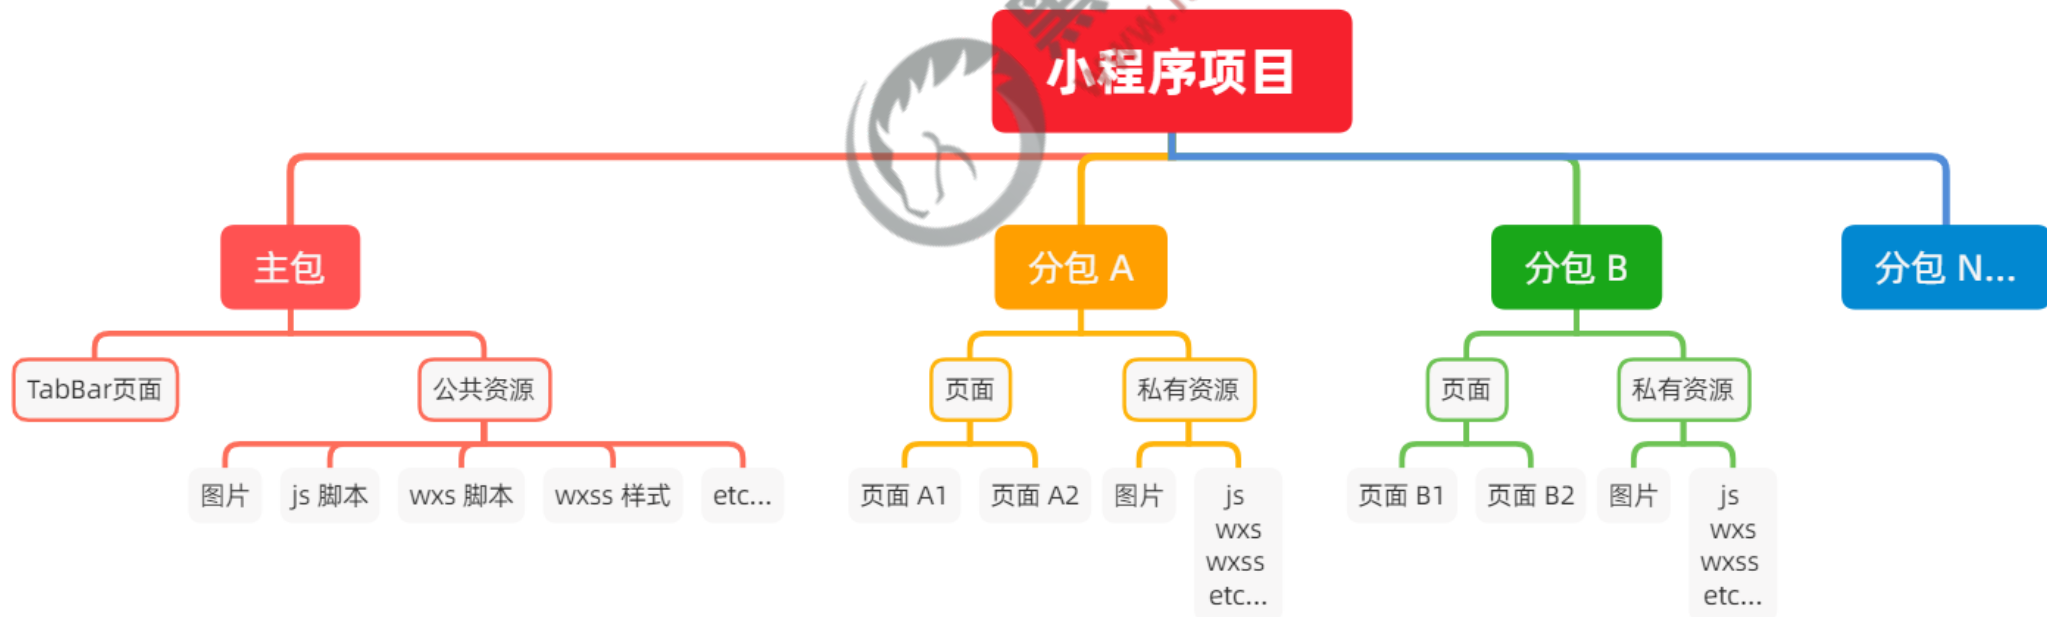 小程序项目
主包
分包 A
分包 B
分包 N...
TabBar页面
公共资源
页面
私有资源
页面
私有资源
图片
js 脚本
wxs 脚本
wxss 样式
etc...
页面 A1
页面 A2
图片
js
wxs
wxss
etc...
页面 B1
页面 B2
图片
js
wxs
wxss
etc...